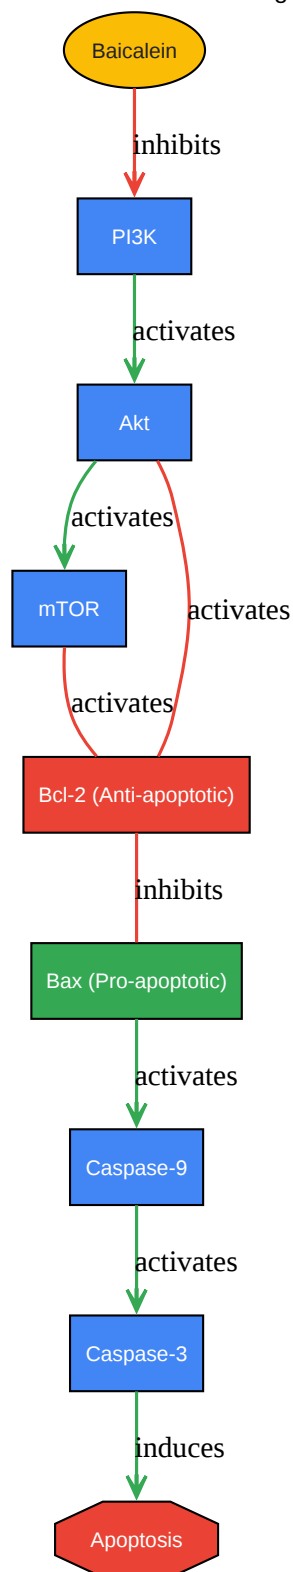 Baicalein
inhibits
PI3K
activates
Akt
activates
mTOR
activates
activates
Bcl-2 (Anti-apoptotic)
inhibits
Bax (Pro-apoptotic)
activates
Caspase-9
activates
Caspase-3
induces
Apoptosis